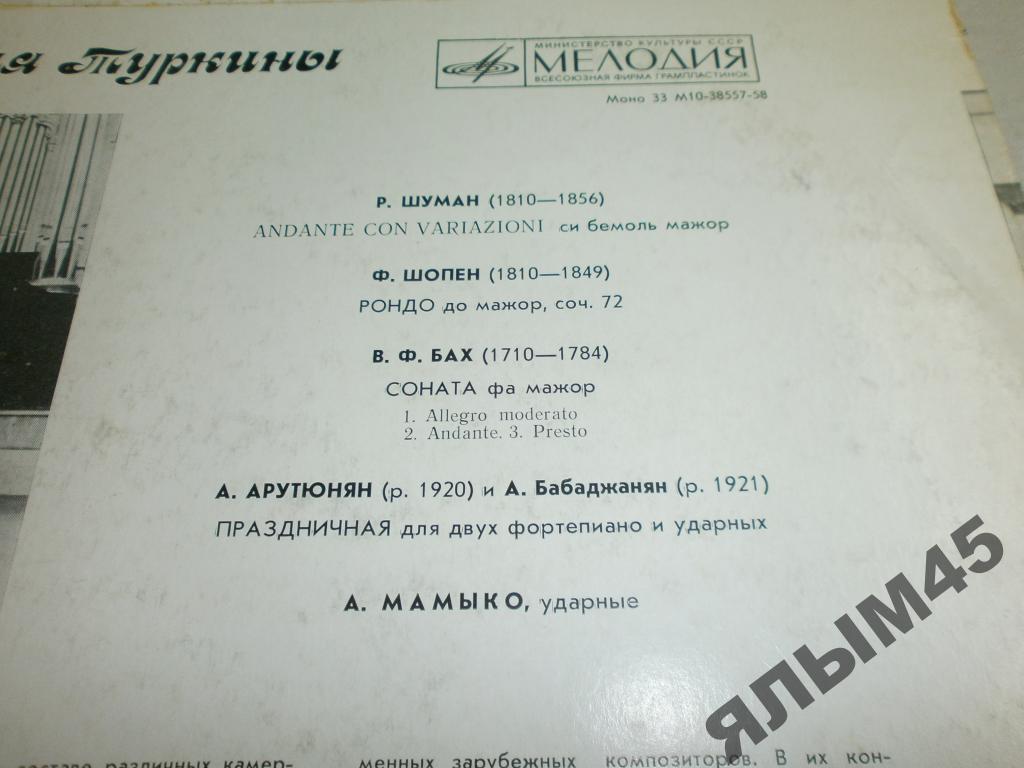 я Туркины
МИНИСТЕРСТВО КУЛЬТУРЫ СССР
МЕЛОДИЯ
ВСЕСОЮЗНАЯ ФИРМА ГРАМПЛАСТИНОК
Моно 33 М10-38557-58
Р. ШУМАН (1810—1856)
ANDANTE CON VARIAZIONI си бемоль мажор
Ф. ШОПЕН (1810—1849)
РОНДО до мажор, соч. 72
В. Ф. БАХ (1710—1784)
СОНАТА фа мажор
1. Allegro moderato
2. Andante. 3. Presto
А. АРУТЮНЯН (р. 1920) и А. Бабаджанян (р. 1921)
ПРАЗДНИЧНАЯ для двух фортепиано и ударных
А. МАМЫКО, ударные
составе различных камер-
менных зарубежных композиторов. В их кон-
ЯЛЫМ45